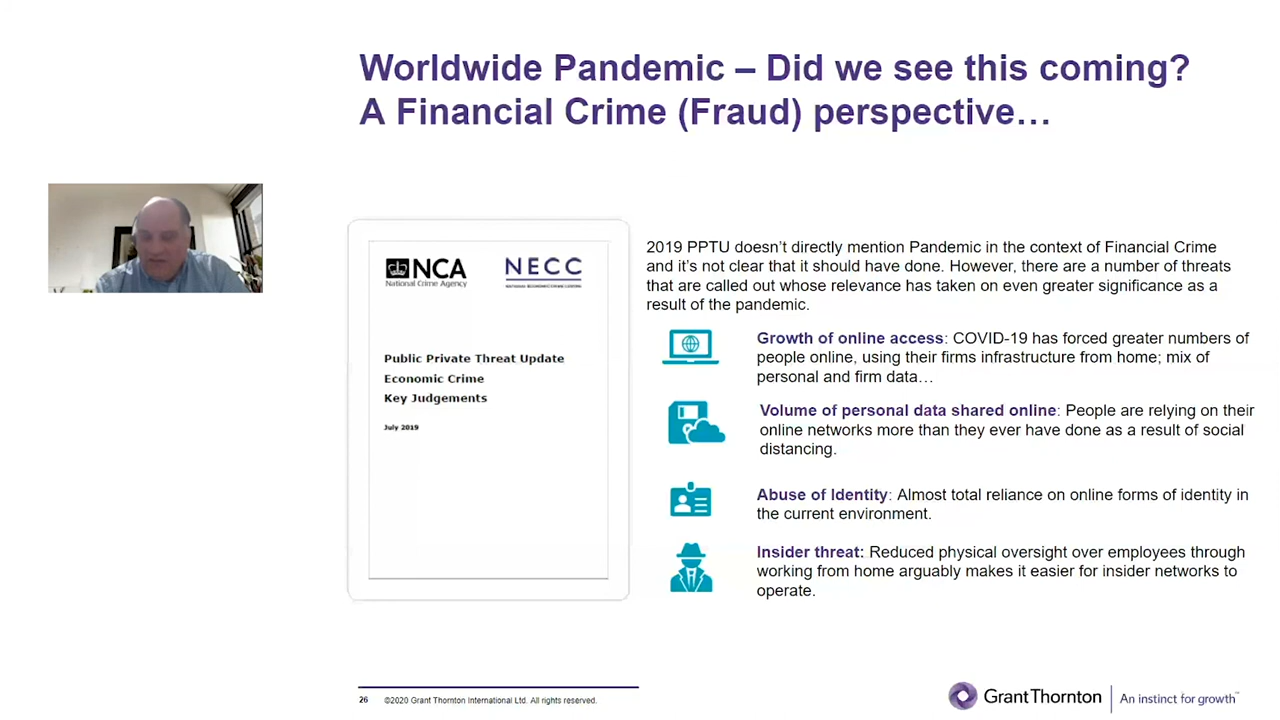 Worldwide Pandemic – Did we see this coming?
A Financial Crime (Fraud) perspective…
NCA
National Crime Agency
NECC
NATIONAL ECONOMIC CRIME CENTRE
Public Private Threat Update
Economic Crime
Key Judgements
July 2019
2019 PPTU doesn’t directly mention Pandemic in the context of Financial Crime
and it’s not clear that it should have done. However, there are a number of threats
that are called out whose relevance has taken on even greater significance as a
result of the pandemic.
Growth of online access: COVID-19 has forced greater numbers of
people online, using their firms infrastructure from home; mix of
personal and firm data…
Volume of personal data shared online: People are relying on their
online networks more than they ever have done as a result of social
distancing.
Abuse of Identity: Almost total reliance on online forms of identity in
the current environment.
Insider threat: Reduced physical oversight over employees through
working from home arguably makes it easier for insider networks to
operate.
26 ©2020 Grant Thornton International Ltd. All rights reserved.
GrantThornton An instinct for growth™